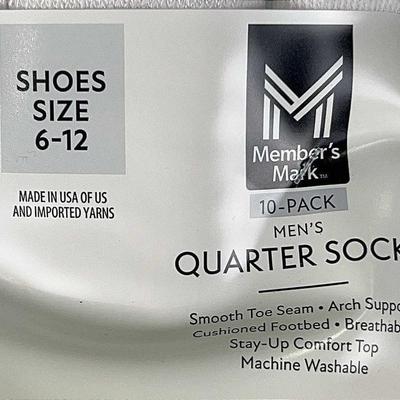 SHOES
SIZE
6-12
MADE IN USA OF US
AND IMPORTED YARNS
Member's
Mark™
10-PACK
MEN'S
QUARTER SOCK
Smooth Toe Seam • Arch Suppo
Cushioned Footbed • Breathab
Stay-Up Comfort Top
Machine Washable